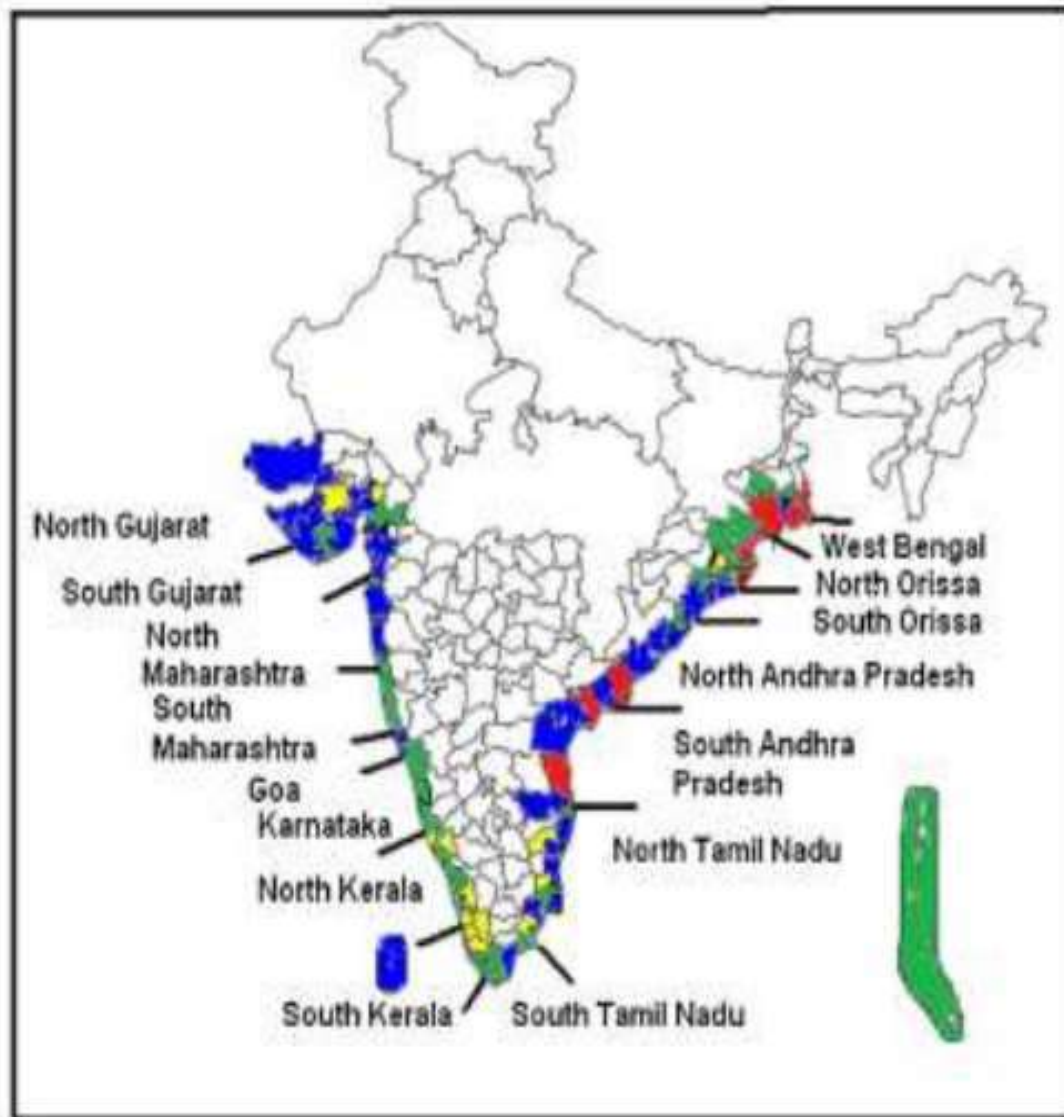 North Gujarat
South Gujarat
North
Maharashtra
South
Maharashtra
Goa
Karnataka
North Kerala
South Kerala
South Tamil Nadu
West Bengal
North Orissa
South Orissa
North Andhra Pradesh
South Andhra
Pradesh
North Tamil Nadu